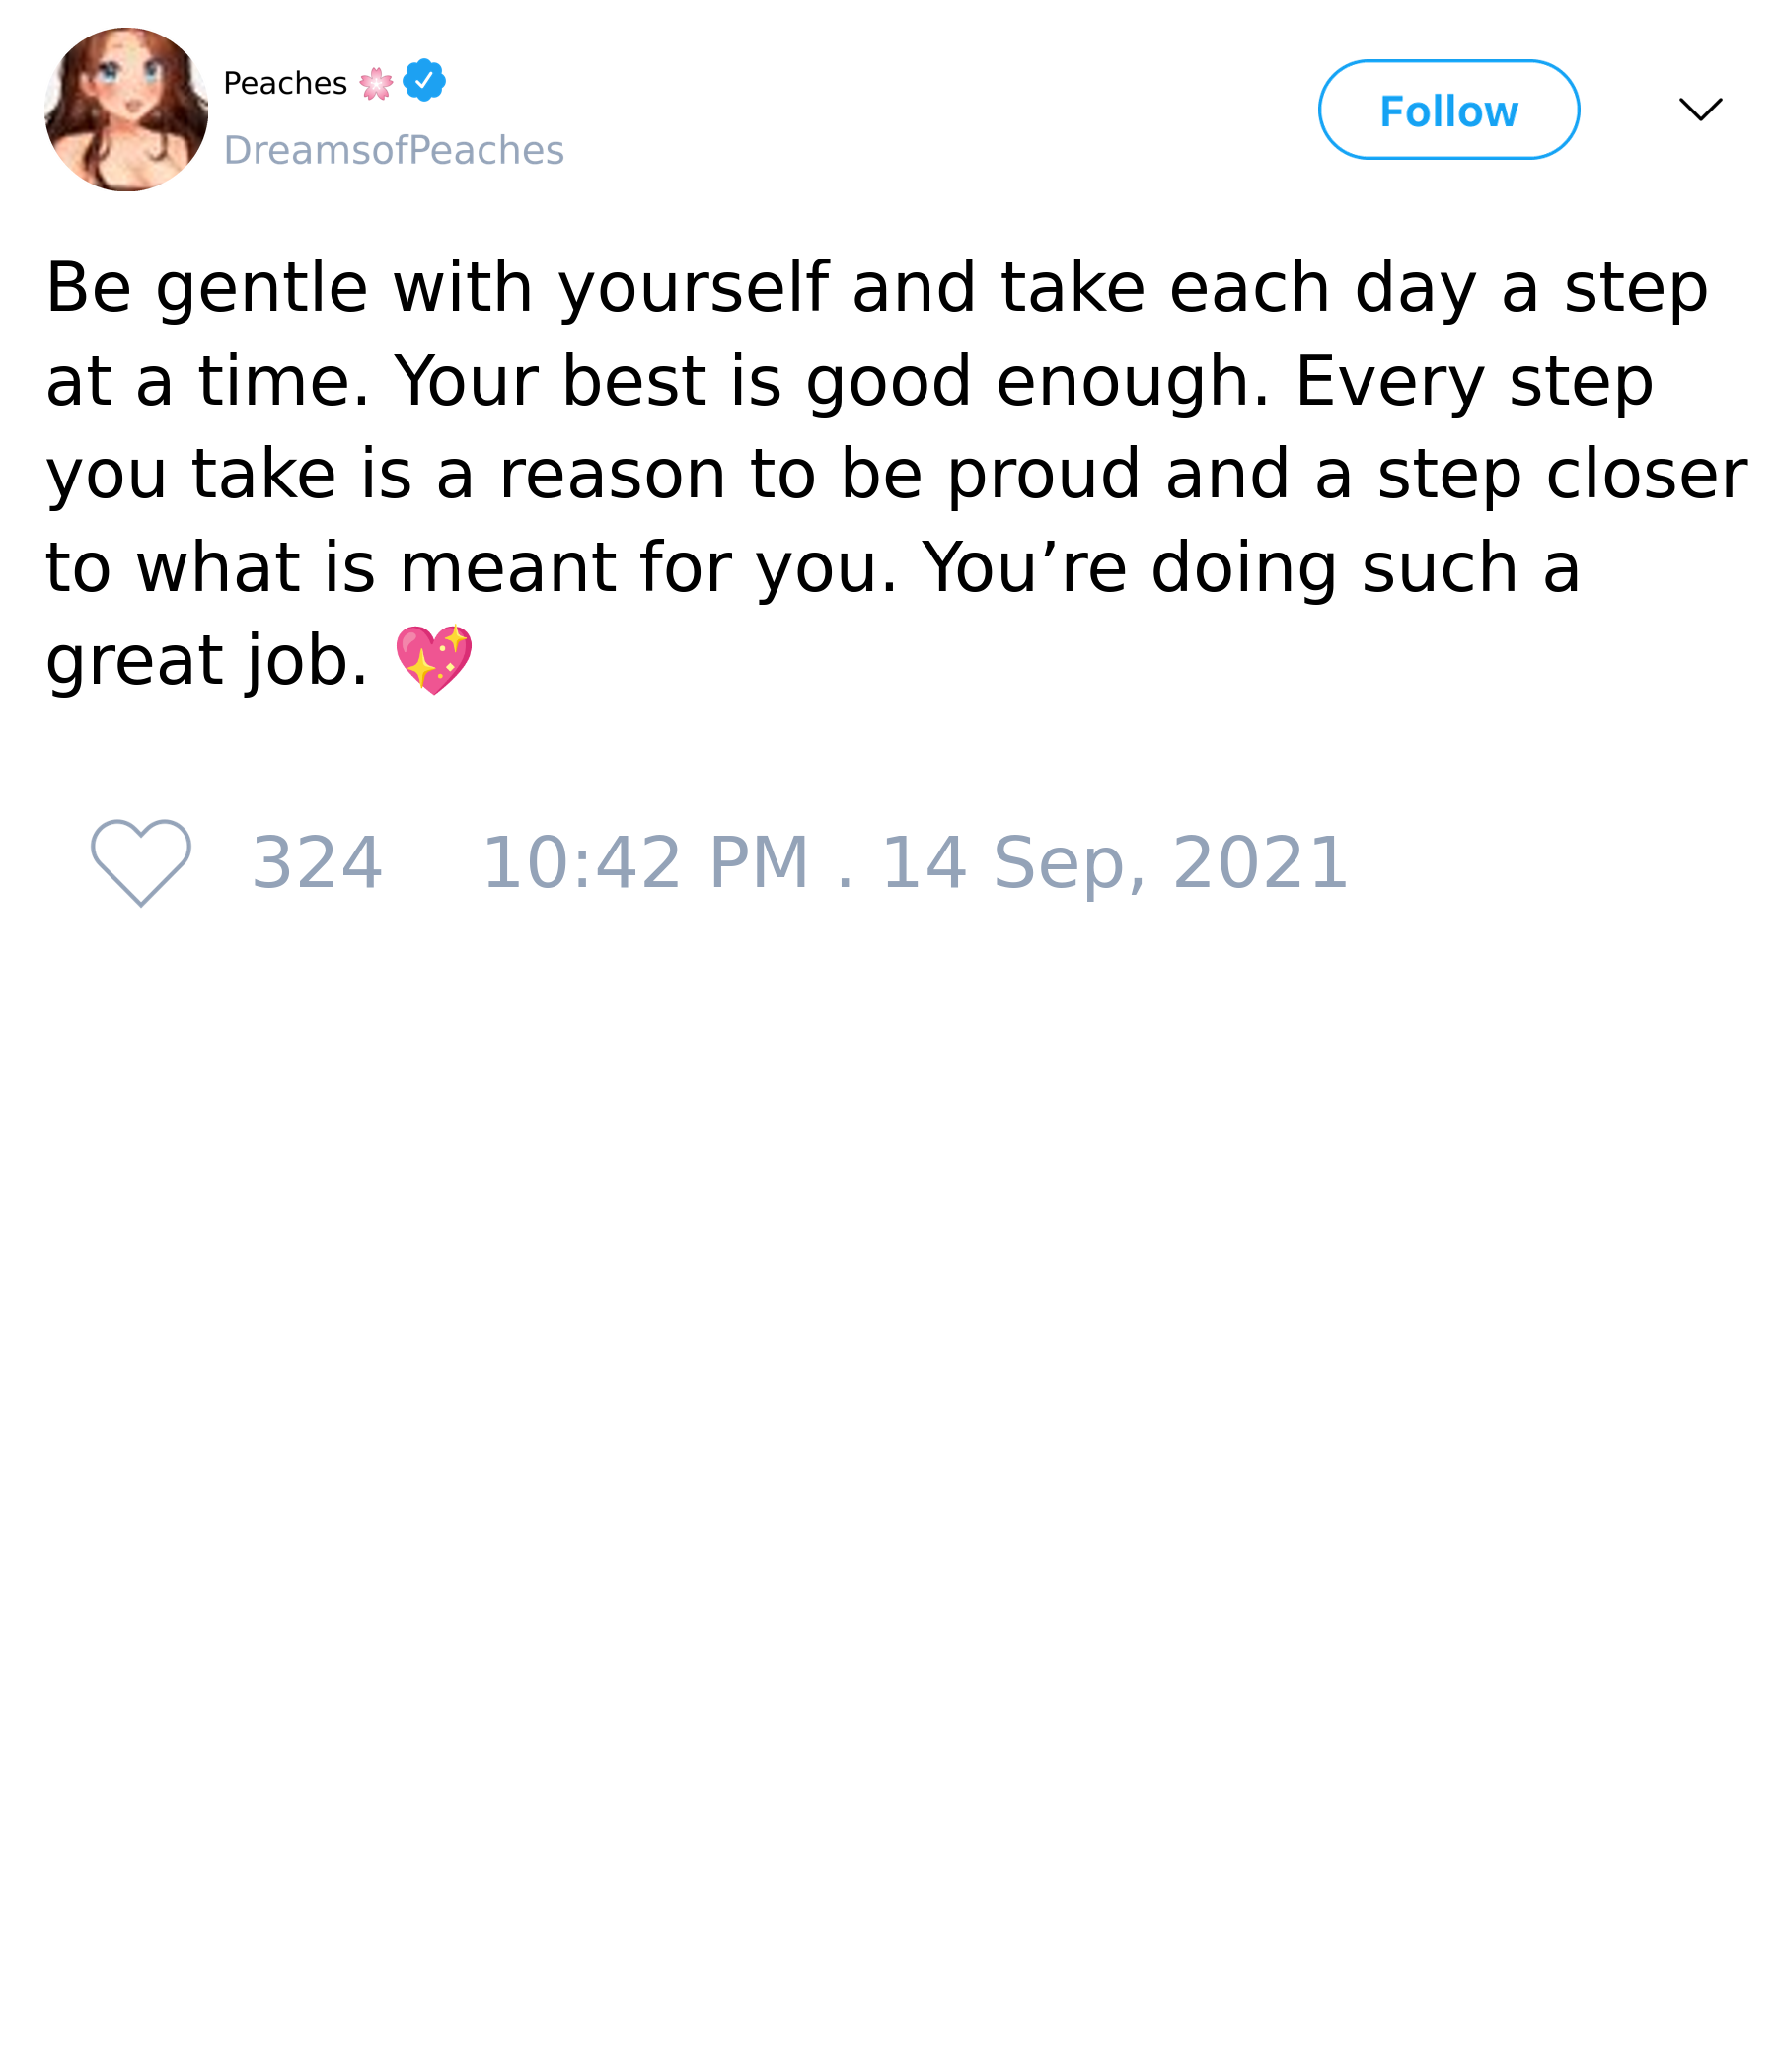 Peaches 🌸
DreamsofPeaches
Follow
Be gentle with yourself and take each day a step
at a time. Your best is good enough. Every step
you take is a reason to be proud and a step closer
to what is meant for you. You’re doing such a
great job. 💖
324 10:42 PM . 14 Sep, 2021